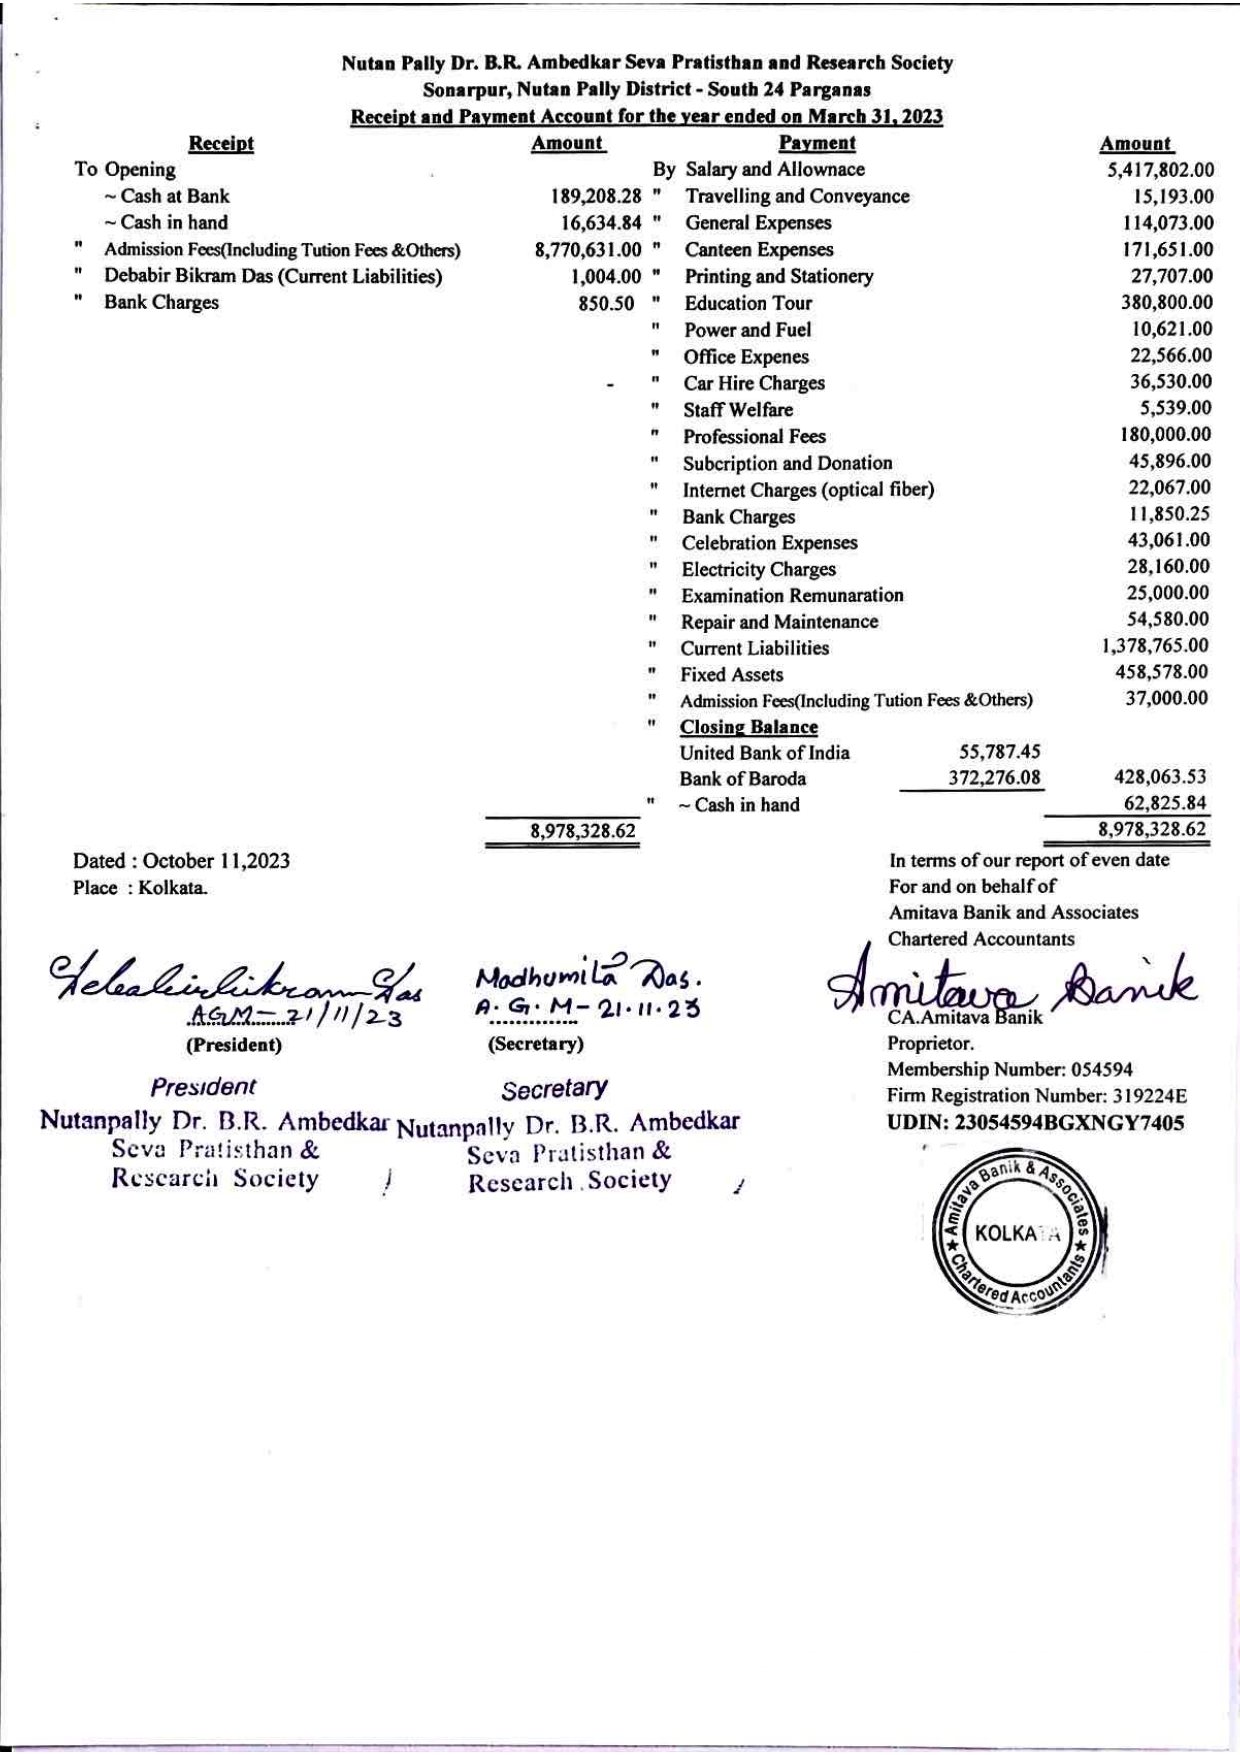 Nutan Pally Dr. B.R. Ambedkar Seva Pratisthan and Research Society
Sonarpur, Nutan Pally District - South 24 Parganas
Receipt and Payment Account for the year ended on March 31, 2023
Receipt Amount Payment Amount
To Opening By Salary and Allownace 5,417,802.00
~ Cash at Bank 189,208.28 " Travelling and Conveyance 15,193.00
~ Cash in hand 16,634.84 " General Expenses 114,073.00
" Admission Fees(Including Tution Fees &Others) 8,770,631.00 " Canteen Expenses 171,651.00
" Debabir Bikram Das (Current Liabilities) 1,004.00 " Printing and Stationery 27,707.00
" Bank Charges 850.50 " Education Tour 380,800.00
" Power and Fuel 10,621.00
" Office Expenes 22,566.00
- " Car Hire Charges 36,530.00
" Staff Welfare 5,539.00
" Professional Fees 180,000.00
" Subcription and Donation 45,896.00
" Internet Charges (optical fiber) 22,067.00
" Bank Charges 11,850.25
" Celebration Expenses 43,061.00
" Electricity Charges 28,160.00
" Examination Remunaration 25,000.00
" Repair and Maintenance 54,580.00
" Current Liabilities 1,378,765.00
" Fixed Assets 458,578.00
" Admission Fees(Including Tution Fees &Others) 37,000.00
" Closing Balance
United Bank of India 55,787.45
Bank of Baroda 372,276.08 428,063.53
" ~ Cash in hand 62,825.84
8,978,328.62 8,978,328.62
Dated : October 11,2023
Place : Kolkata.
In terms of our report of even date
For and on behalf of
Amitava Banik and Associates
Chartered Accountants
Debabirbikram Das
AGM - 21/11/23
(President)
President
Nutanpally Dr. B.R. Ambedkar
Seva Pratisthan &
Research Society
Madhumita Das.
A. G. M - 21.11.23
(Secretary)
Secretary
Nutanpally Dr. B.R. Ambedkar
Seva Pratisthan &
Research Society
Amitava Banik
CA.Amitava Banik
Proprietor.
Membership Number: 054594
Firm Registration Number: 319224E
UDIN: 23054594BGXNGY7405
Amitava Banik & Associates
KOLKATA
★ Chartered Accountants ★